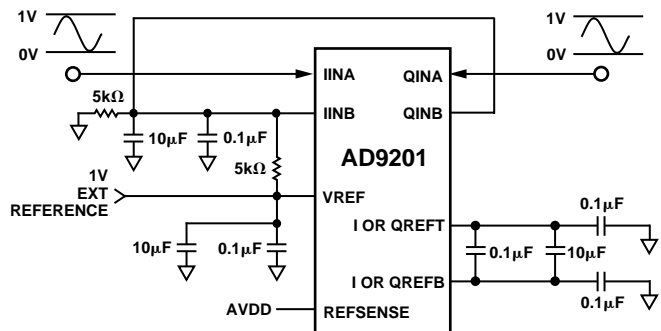 1V
0V
1V
0V
IINA
QINA
5kΩ
IINB
QINB
10µF
0.1µF
5kΩ
AD9201
1V
EXT
REFERENCE
VREF
10µF
0.1µF
I OR QREFT
0.1µF
0.1µF
10µF
I OR QREFB
0.1µF
AVDD
REFSENSE